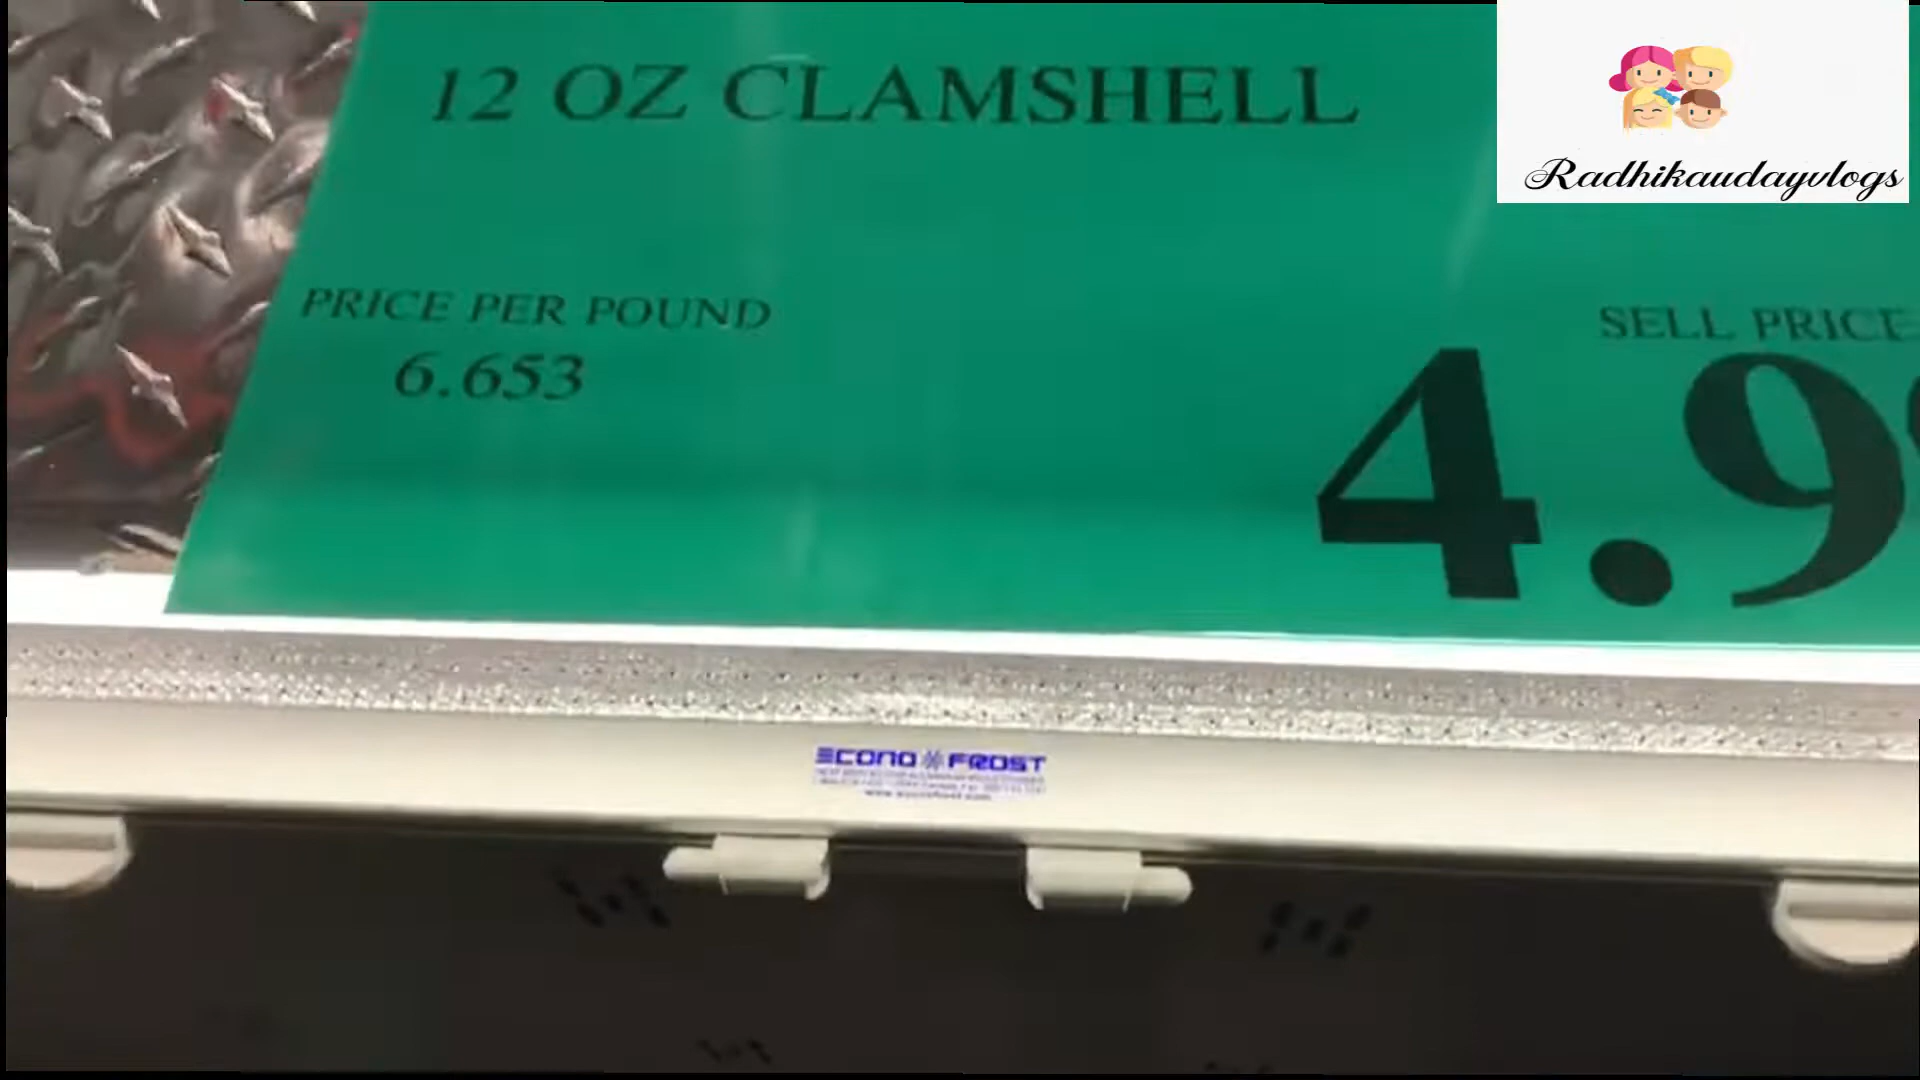 12 OZ CLAMSHELL
Radhikaudayvlogs
PRICE PER POUND
6.653
SELL PRICE
4.9
ECONO FROST